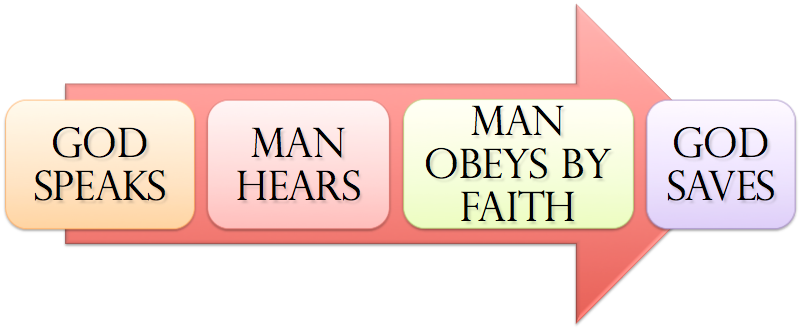 GOD
SPEAKS
MAN
HEARS
MAN
OBEYS BY
FAITH
GOD
SAVES